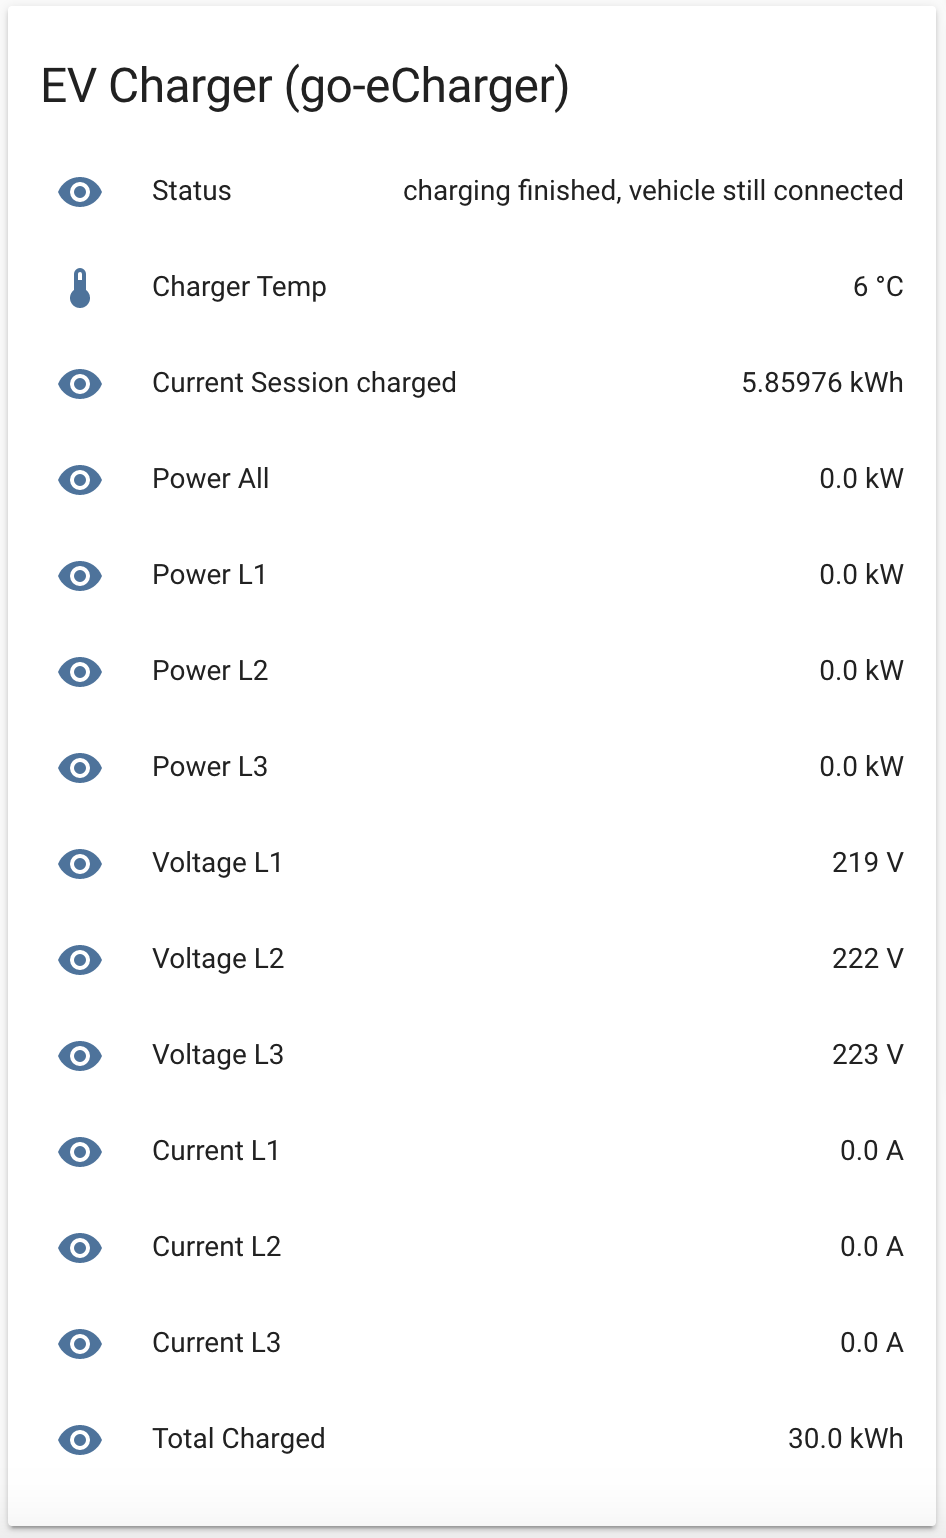 EV Charger (go-eCharger)
Status charging finished, vehicle still connected
Charger Temp 6 °C
Current Session charged 5.85976 kWh
Power All 0.0 kW
Power L1 0.0 kW
Power L2 0.0 kW
Power L3 0.0 kW
Voltage L1 219 V
Voltage L2 222 V
Voltage L3 223 V
Current L1 0.0 A
Current L2 0.0 A
Current L3 0.0 A
Total Charged 30.0 kWh